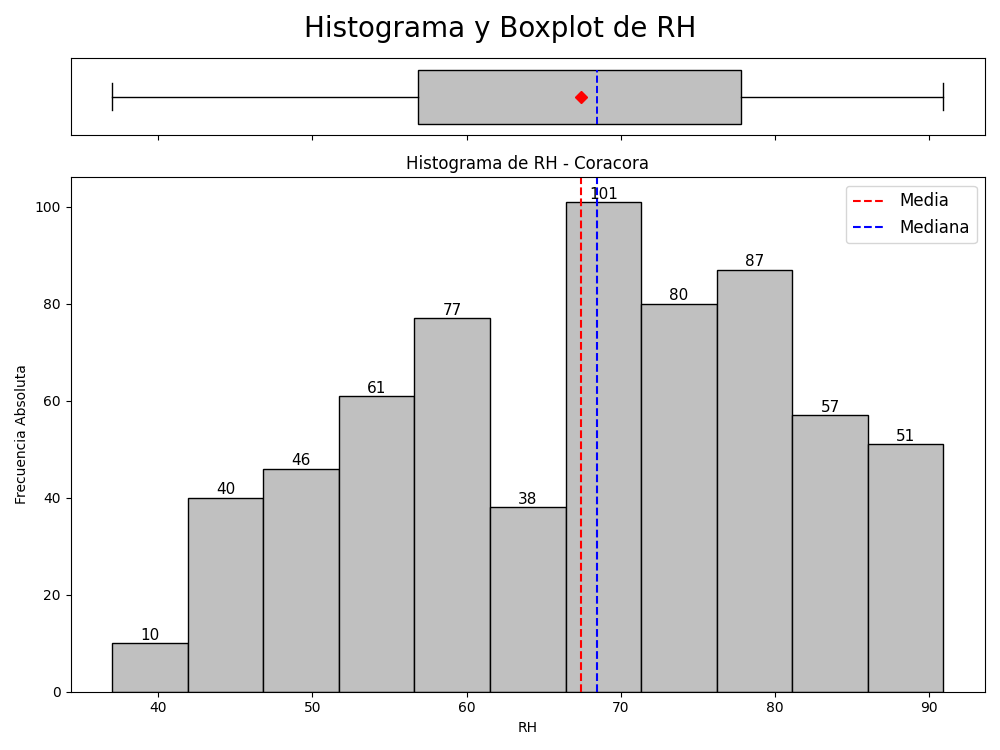 Histograma y Boxplot de RH
Histograma de RH - Coracora
Media
Mediana
Frecuencia Absoluta
100
80
60
40
20
0
10
40
46
61
77
38
101
80
87
57
51
40 50 60 70 80 90
RH